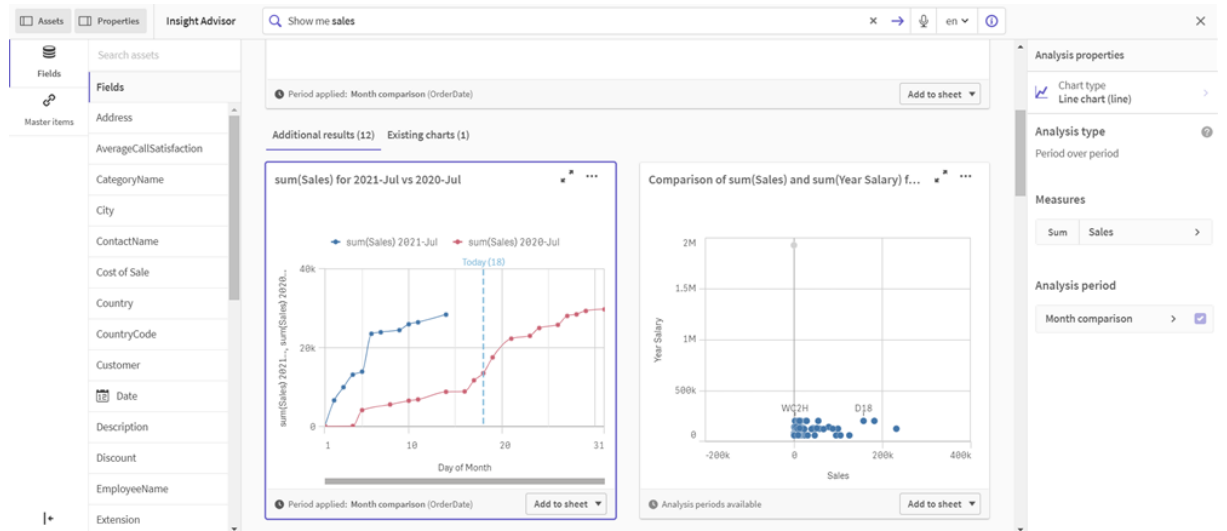 Assets
Properties
Insight Advisor
Show me sales
en
Fields
Master items
Search assets
Fields
Address
AverageCallSatisfaction
CategoryName
City
ContactName
Cost of Sale
Country
CountryCode
Customer
Date
Description
Discount
EmployeeName
Extension
Period applied: Month comparison (OrderDate)
Add to sheet
Additional results (12) Existing charts (1)
sum(Sales) for 2021-Jul vs 2020-Jul
sum(Sales) 2021-Jul sum(Sales) 2020-Jul
Today (18)
sum(Sales) 2021..., sum(Sales) 2020...
40k
20k
0
1 10 20 31
Day of Month
Period applied: Month comparison (OrderDate)
Add to sheet
Comparison of sum(Sales) and sum(Year Salary) f...
Year Salary
2M
1.5M
1M
500k
0
WC2H D18
-200k 0 200k 400k
Sales
Analysis periods available
Add to sheet
Analysis properties
Chart type
Line chart (line)
Analysis type
Period over period
Measures
Sum Sales
Analysis period
Month comparison